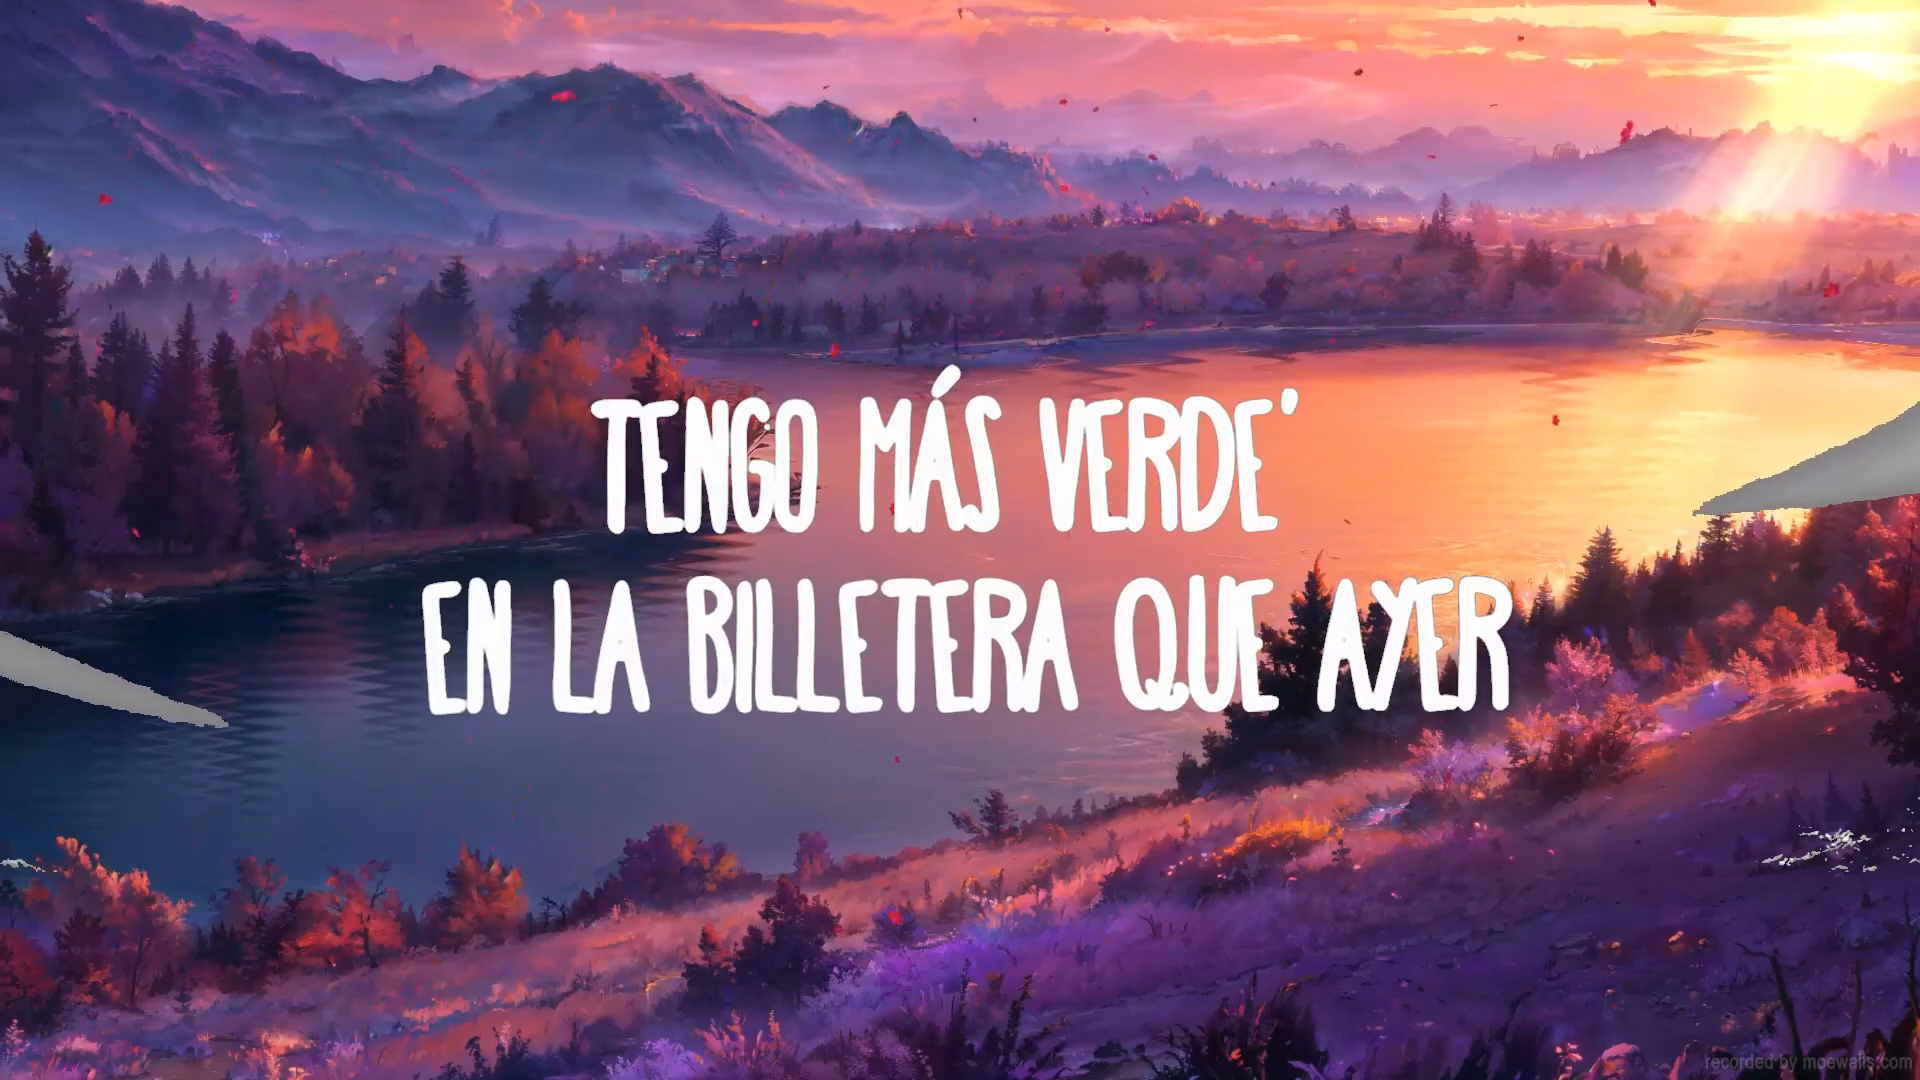 TENGO MÁS VERDE'
EN LA BILLETERA QUE AYER
recorded by moewalls.com